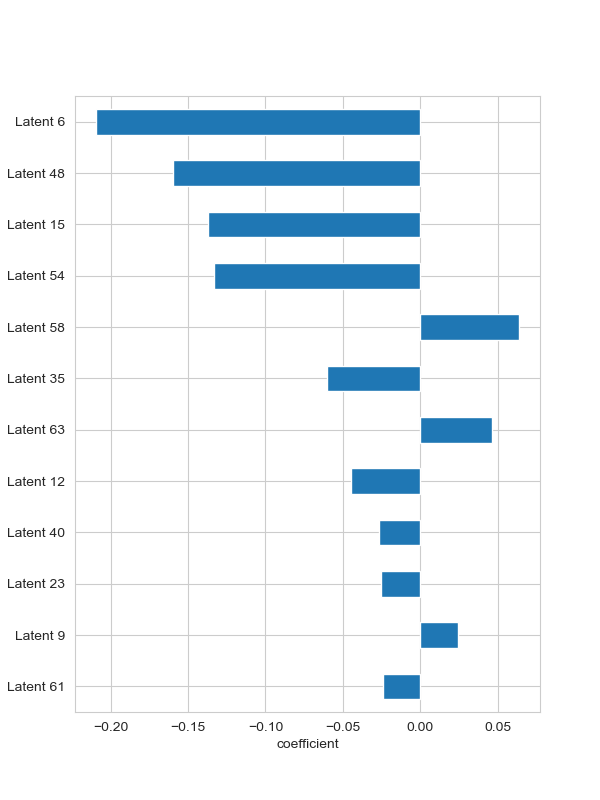 Latent 6
Latent 48
Latent 15
Latent 54
Latent 58
Latent 35
Latent 63
Latent 12
Latent 40
Latent 23
Latent 9
Latent 61
−0.20 −0.15 −0.10 −0.05 0.00 0.05
coefficient